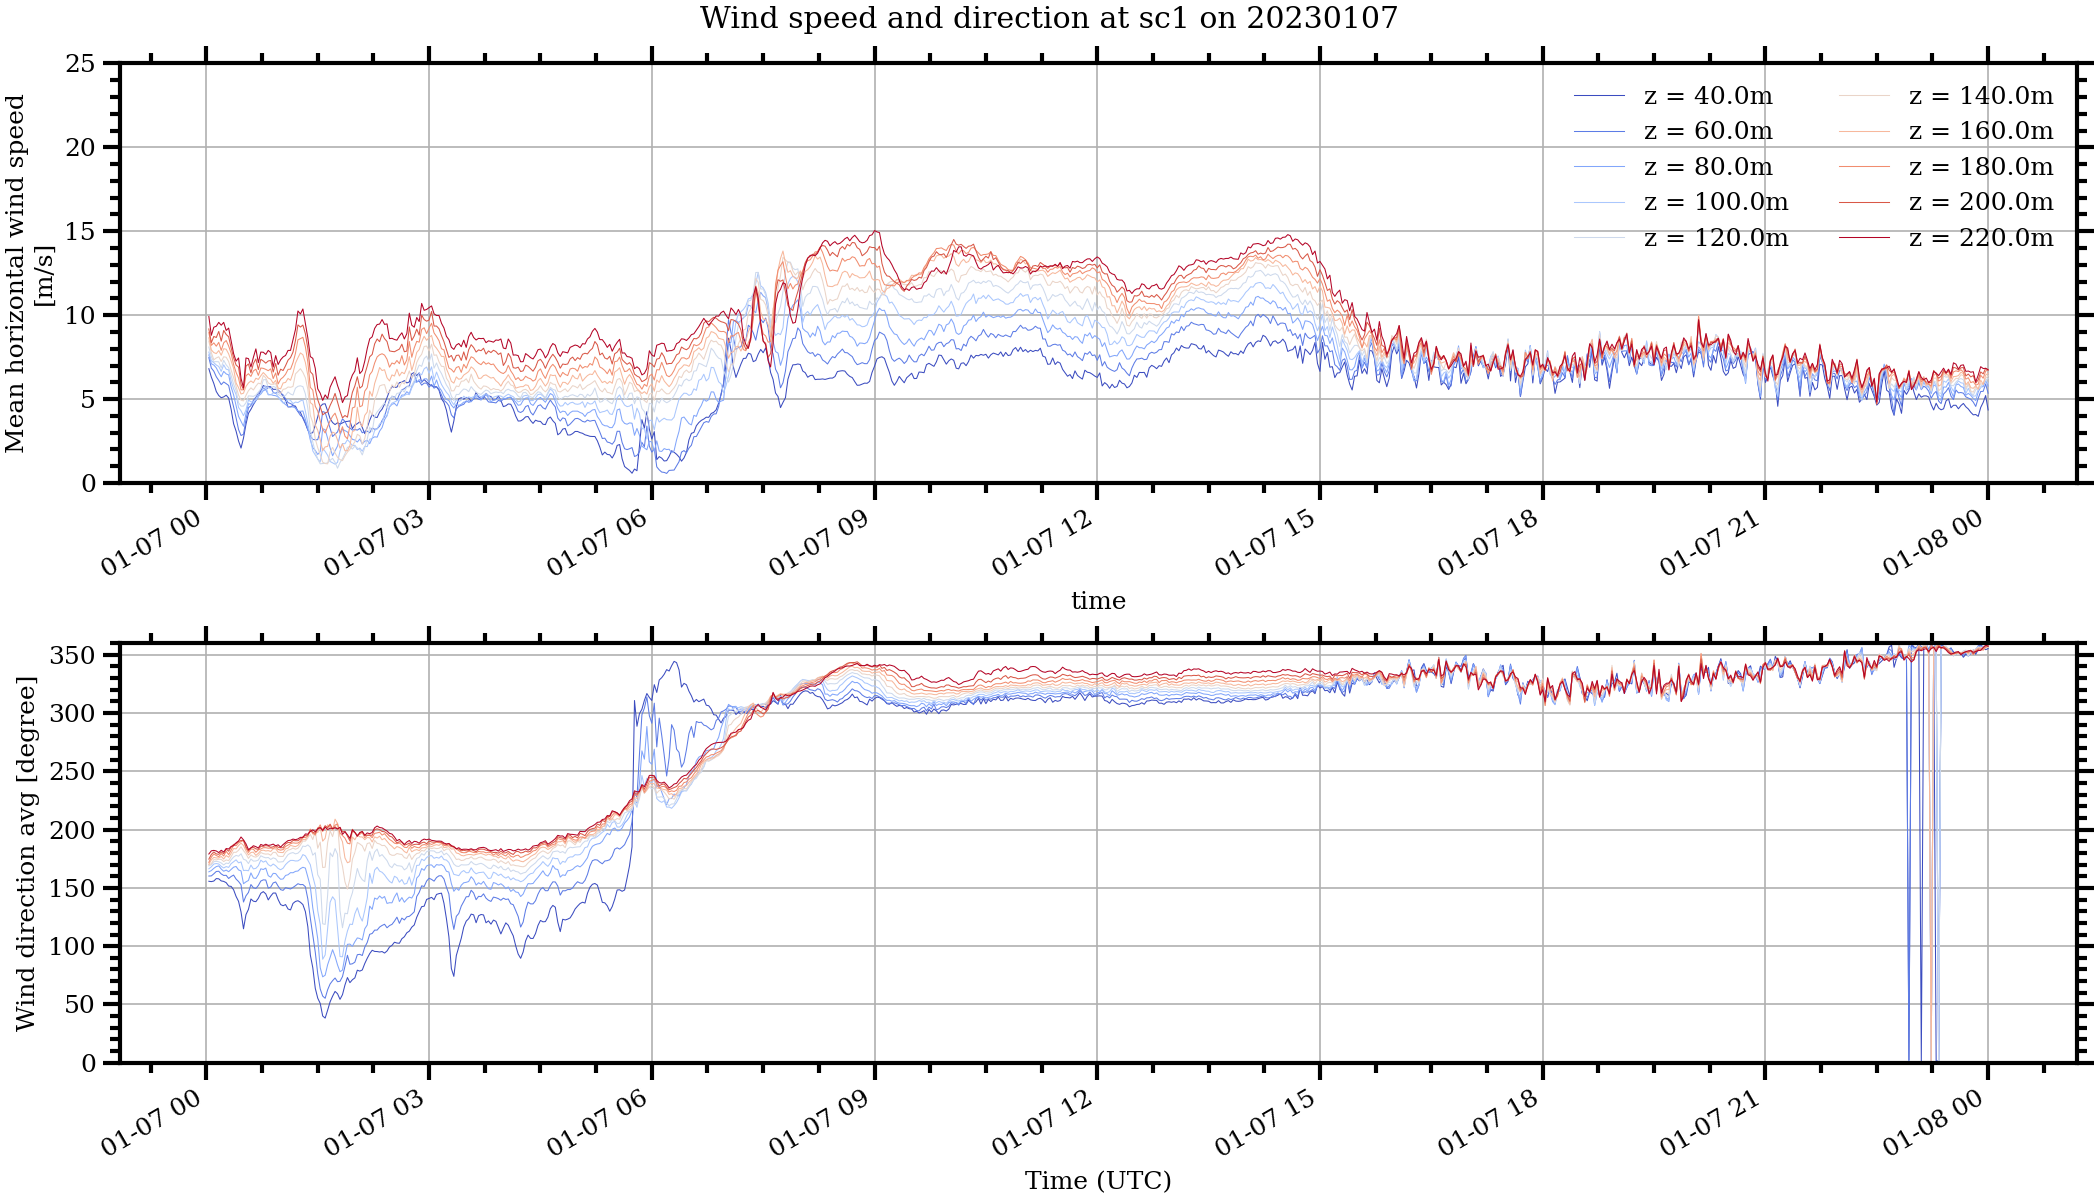 Wind speed and direction at sc1 on 20230107
Mean horizontal wind speed
[m/s]
25
20
15
10
5
0
z = 40.0m
z = 60.0m
z = 80.0m
z = 100.0m
z = 120.0m
z = 140.0m
z = 160.0m
z = 180.0m
z = 200.0m
z = 220.0m
01-07 00
01-07 03
01-07 06
01-07 09
01-07 12
01-07 15
01-07 18
01-07 21
01-08 00
time
Wind direction avg [degree]
350
300
250
200
150
100
50
0
01-07 00
01-07 03
01-07 06
01-07 09
01-07 12
01-07 15
01-07 18
01-07 21
01-08 00
Time (UTC)